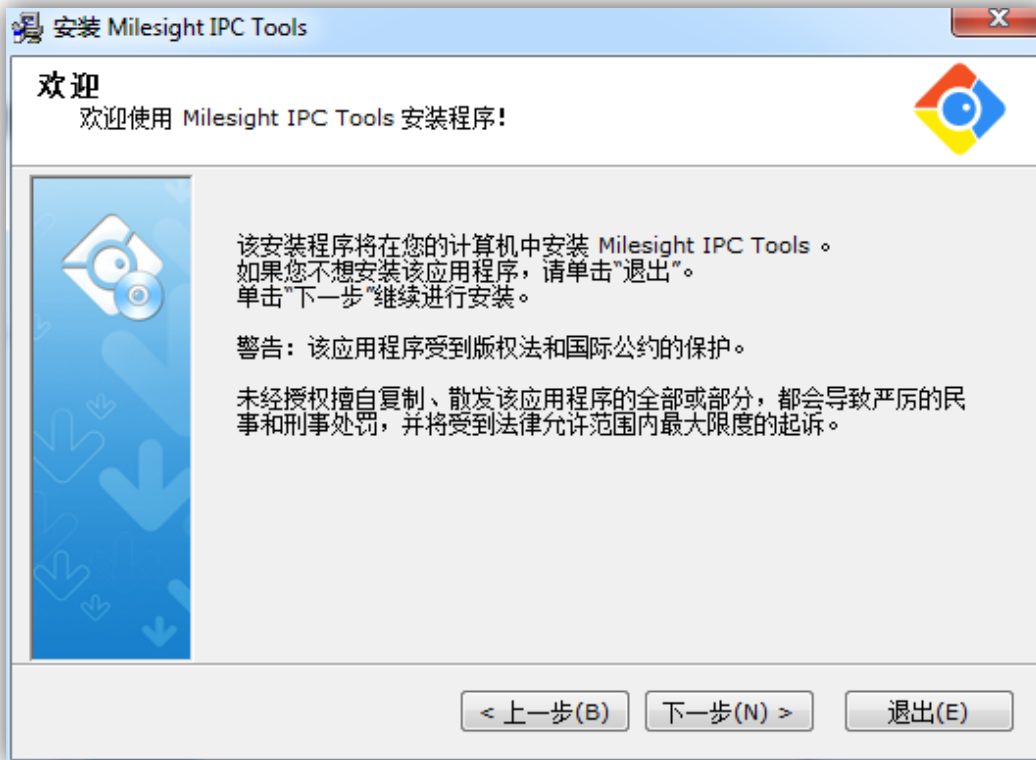 安装 Milesight IPC Tools
欢迎
欢迎使用 Milesight IPC Tools 安装程序!
该安装程序将在您的计算机中安装 Milesight IPC Tools 。
如果您不想安装该应用程序，请单击"退出"。
单击"下一步"继续进行安装。
警告：该应用程序受到版权法和国际公约的保护。
未经授权擅自复制、散发该应用程序的全部或部分，都会导致严厉的民
事和刑事处罚，并将受到法律允许范围内最大限度的起诉。
< 上一步(B) 下一步(N) > 退出(E)